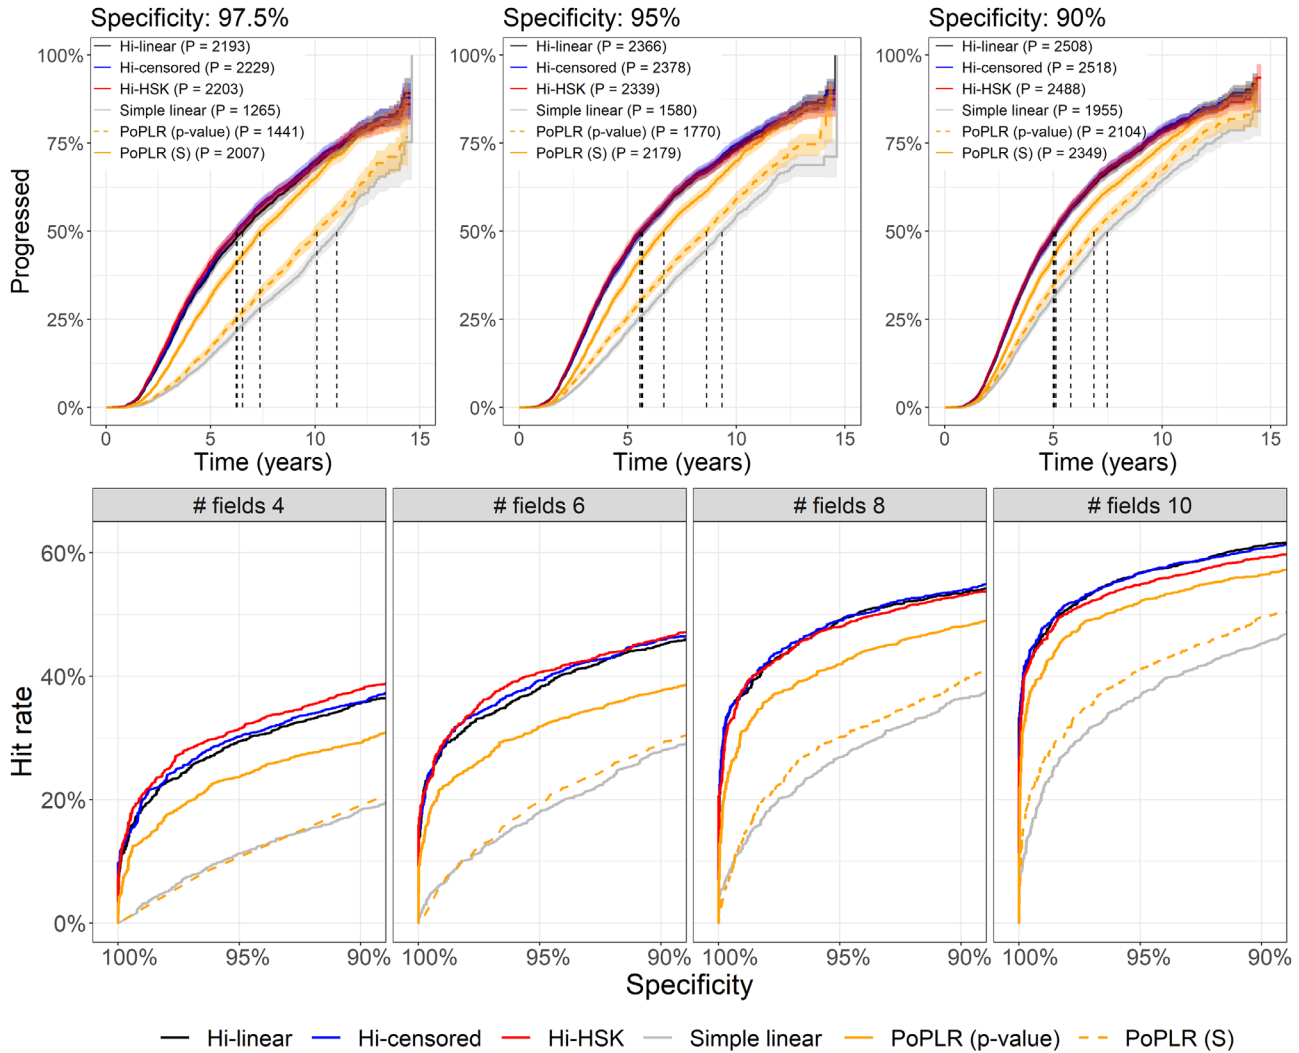 Specificity: 97.5%
Specificity: 95%
Specificity: 90%
Progressed
100%
75%
50%
25%
0%
Hi-linear (P = 2193)
Hi-censored (P = 2229)
Hi-HSK (P = 2203)
Simple linear (P = 1265)
PoPLR (p-value) (P = 1441)
PoPLR (S) (P = 2007)
0 5 10 15
Time (years)
100%
75%
50%
25%
0%
Hi-linear (P = 2366)
Hi-censored (P = 2378)
Hi-HSK (P = 2339)
Simple linear (P = 1580)
PoPLR (p-value) (P = 1770)
PoPLR (S) (P = 2179)
0 5 10 15
Time (years)
100%
75%
50%
25%
0%
Hi-linear (P = 2508)
Hi-censored (P = 2518)
Hi-HSK (P = 2488)
Simple linear (P = 1955)
PoPLR (p-value) (P = 2104)
PoPLR (S) (P = 2349)
0 5 10 15
Time (years)
# fields 4
# fields 6
# fields 8
# fields 10
Hit rate
60%
40%
20%
0%
100% 95% 90%
100% 95% 90%
100% 95% 90%
100% 95% 90%
Specificity
Hi-linear Hi-censored Hi-HSK Simple linear PoPLR (p-value) PoPLR (S)